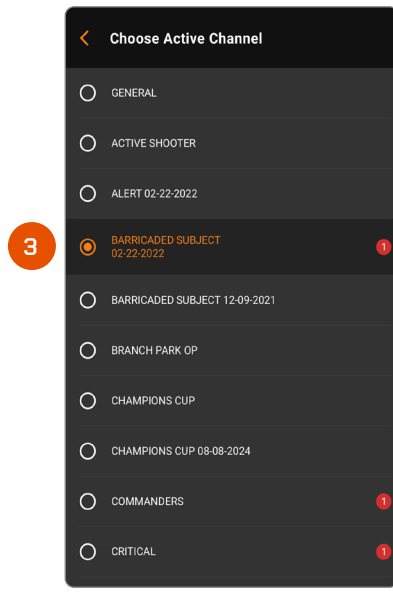 Choose Active Channel
GENERAL
ACTIVE SHOOTER
ALERT 02-22-2022
3
BARRICADED SUBJECT
02-22-2022
1
BARRICADED SUBJECT 12-09-2021
BRANCH PARK OP
CHAMPIONS CUP
CHAMPIONS CUP 08-08-2024
COMMANDERS
1
CRITICAL
1